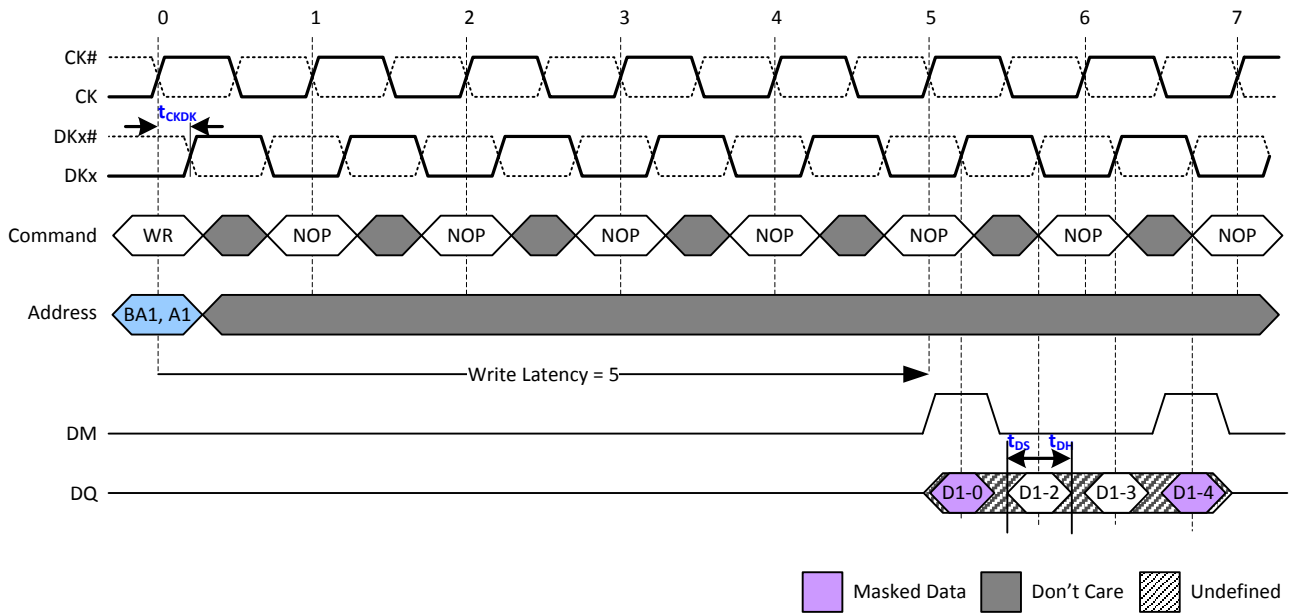 0 1 2 3 4 5 6 7
CK#
CK
tCKDK
DKx#
DKx
Command WR NOP NOP NOP NOP NOP NOP NOP
Address BA1, A1
Write Latency = 5
DM
tDS tDH
DQ D1-0 D1-2 D1-3 D1-4
Masked Data Don't Care Undefined